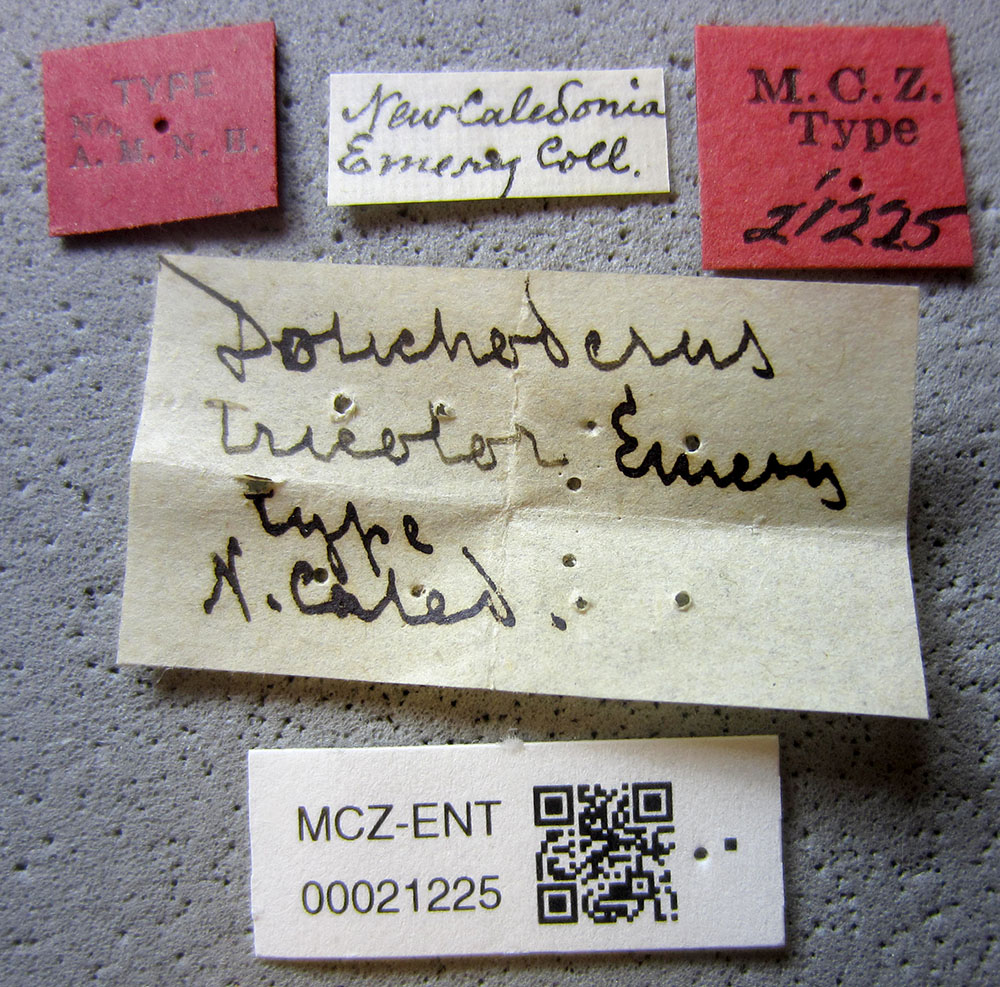 TYPE
No.
A. M. N. H.
New Caledonia
Emery Coll.
M. C. Z.
Type
21225
Dolichoderus
tricolor Emery
type
N. Caled.
MCZ-ENT
00021225